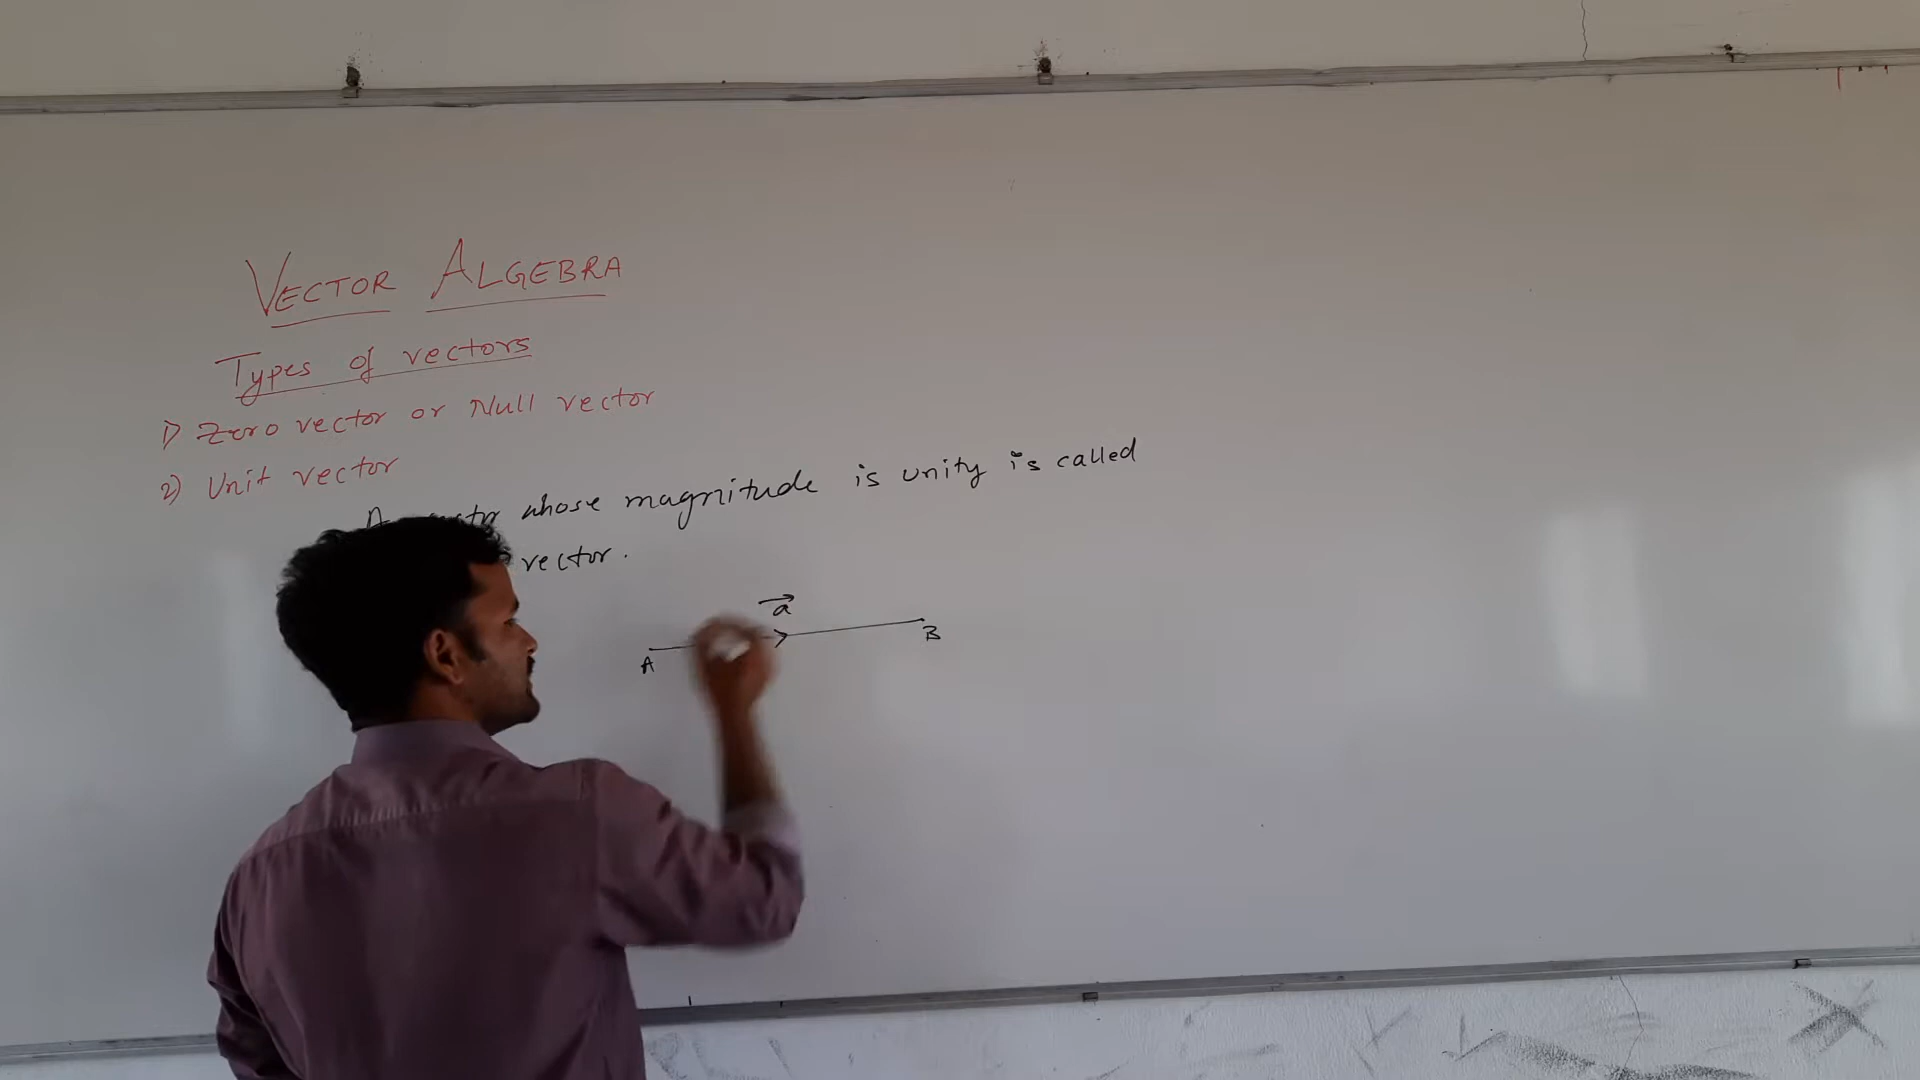 VECTOR ALGEBRA
Types of vectors
1) Zero vector or Null vector
2) Unit vector
A whose magnitude is unity is called
vector.
a
A B